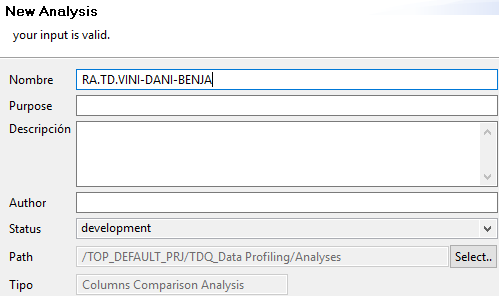 New Analysis
your input is valid.
Nombre RA.TD.VINI-DANI-BENJA
Purpose
Descripción
Author
Status development
Path /TOP_DEFAULT_PRJ/TDQ_Data Profiling/Analyses Select..
Tipo Columns Comparison Analysis